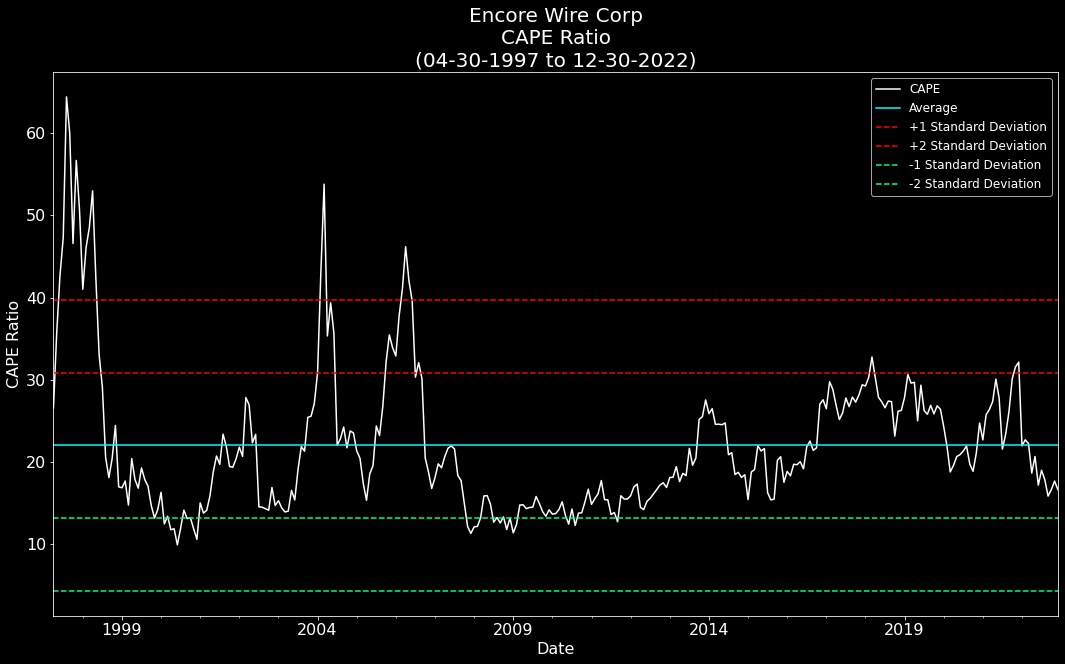 Encore Wire Corp
CAPE Ratio
(04-30-1997 to 12-30-2022)
CAPE
Average
+1 Standard Deviation
+2 Standard Deviation
-1 Standard Deviation
-2 Standard Deviation
CAPE Ratio
60
50
40
30
20
10
1999
2004
2009
2014
2019
Date